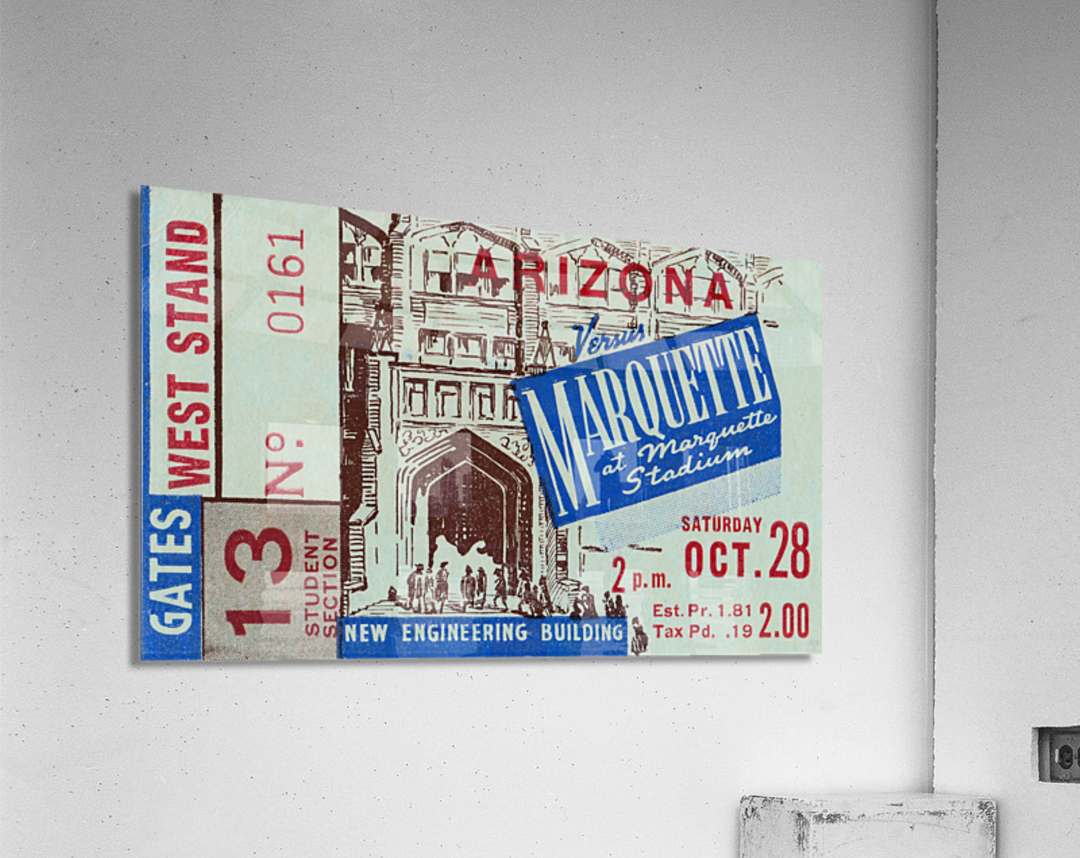 WEST STAND
Nº 0161
GATES
13
STUDENT
SECTION
ARIZONA
Versus
MARQUETTE
at Marquette
Stadium
SATURDAY
OCT. 28
2 p.m.
Est. Pr. 1.81
Tax Pd. .19
2.00
NEW ENGINEERING BUILDING